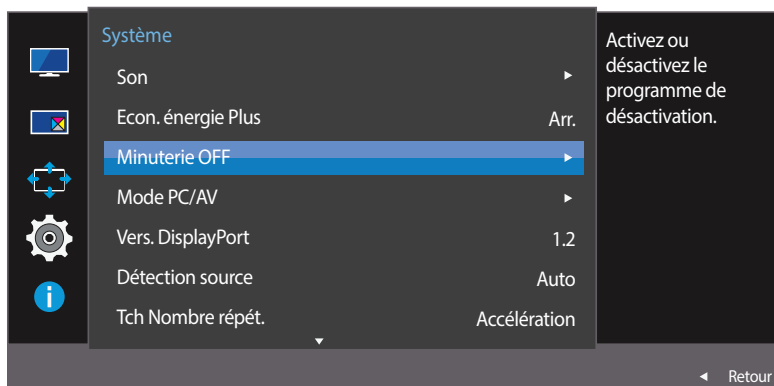 Système
Son
Econ. énergie Plus Arr.
Minuterie OFF
Mode PC/AV
Vers. DisplayPort 1.2
Détection source Auto
Tch Nombre répét. Accélération
Activez ou
désactivez le
programme de
désactivation.
Retour